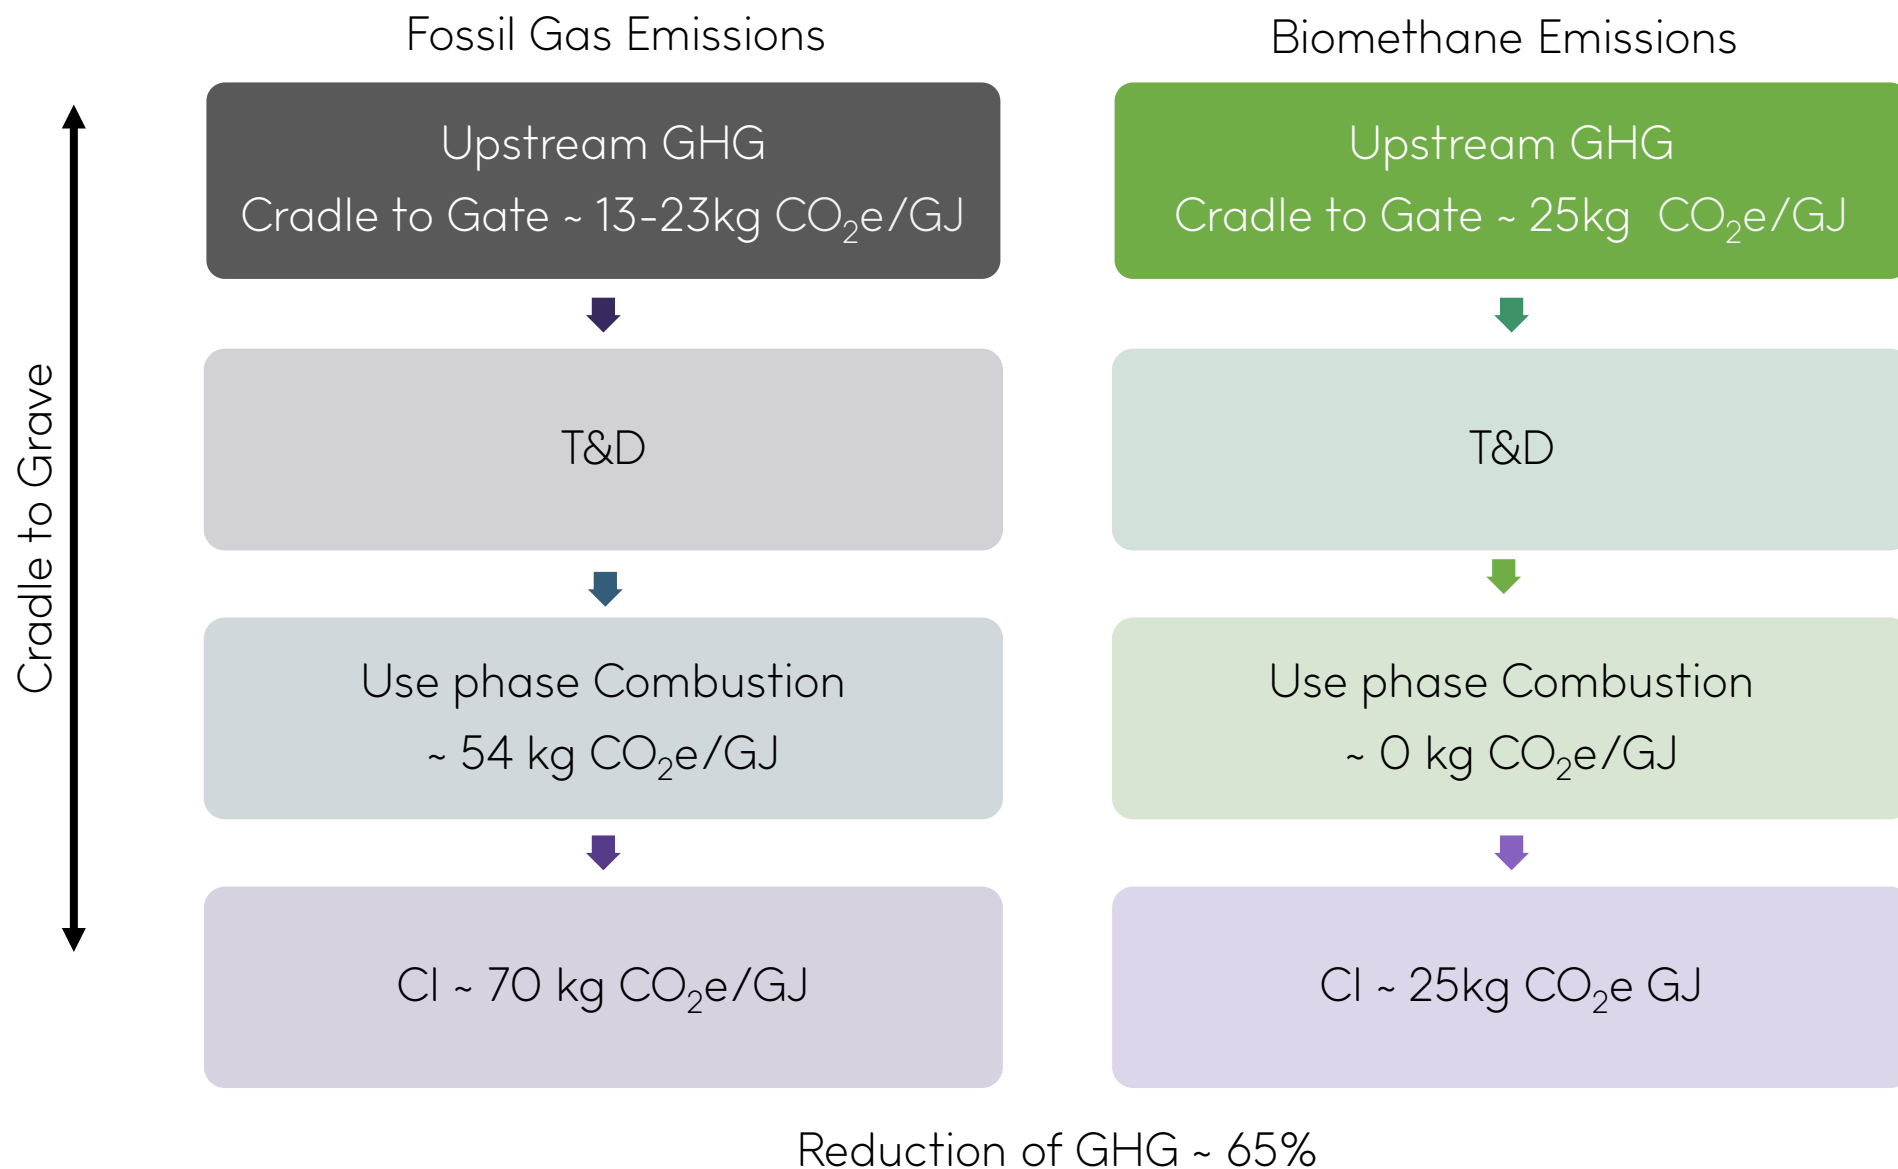 Fossil Gas Emissions
Upstream GHG
Cradle to Gate ~ 13-23kg CO₂e/GJ
T&D
Use phase Combustion
~ 54 kg CO₂e/GJ
CI ~ 70 kg CO₂e/GJ
Biomethane Emissions
Upstream GHG
Cradle to Gate ~ 25kg CO₂e/GJ
T&D
Use phase Combustion
~ 0 kg CO₂e/GJ
CI ~ 25kg CO₂e GJ
Cradle to Grave
Reduction of GHG ~ 65%